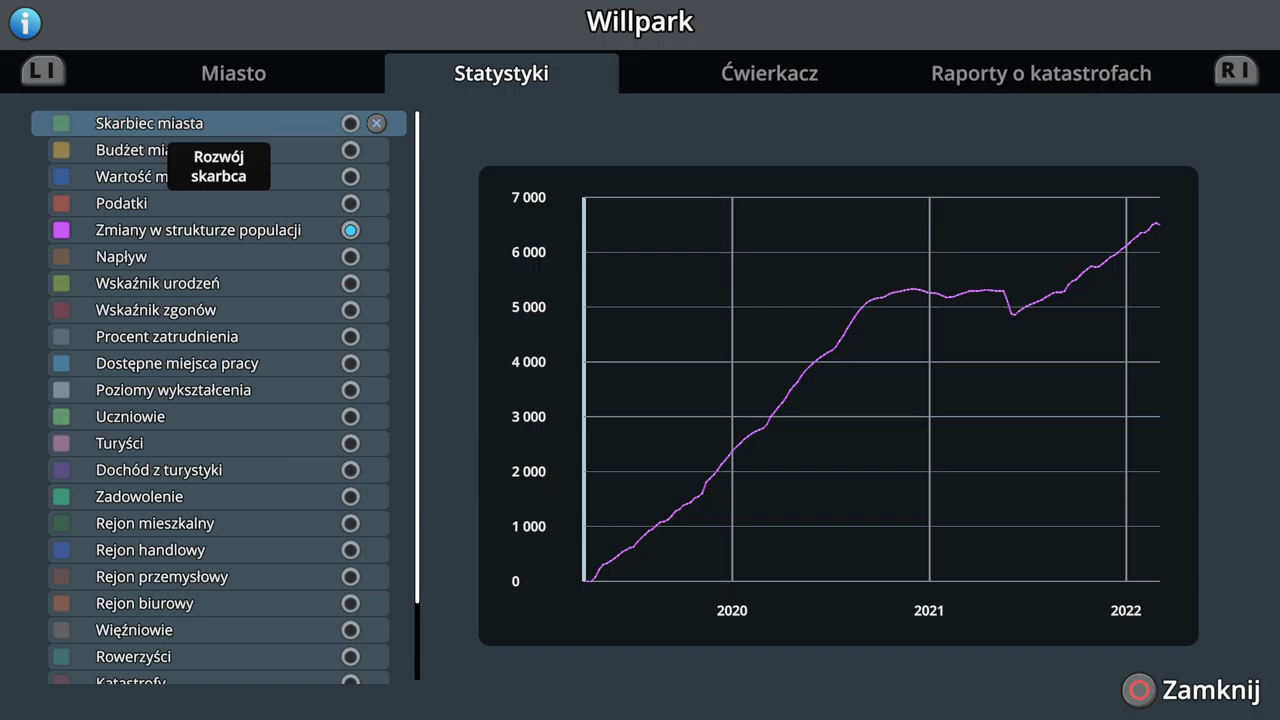 Willpark
L1
Miasto
Statystyki
Ćwierkacz
Raporty o katastrofach
R1
Skarbiec miasta
Budżet
Rozwój
skarbca
Wartość
Podatki
Zmiany w strukturze populacji
Napływ
Wskaźnik urodzeń
Wskaźnik zgonów
Procent zatrudnienia
Dostępne miejsca pracy
Poziomy wykształcenia
Uczniowie
Turyści
Dochód z turystyki
Zadowolenie
Rejon mieszkalny
Rejon handlowy
Rejon przemysłowy
Rejon biurowy
Więźniowie
Rowerzyści
Katastrofy
7 000
6 000
5 000
4 000
3 000
2 000
1 000
0
2020
2021
2022
Zamknij